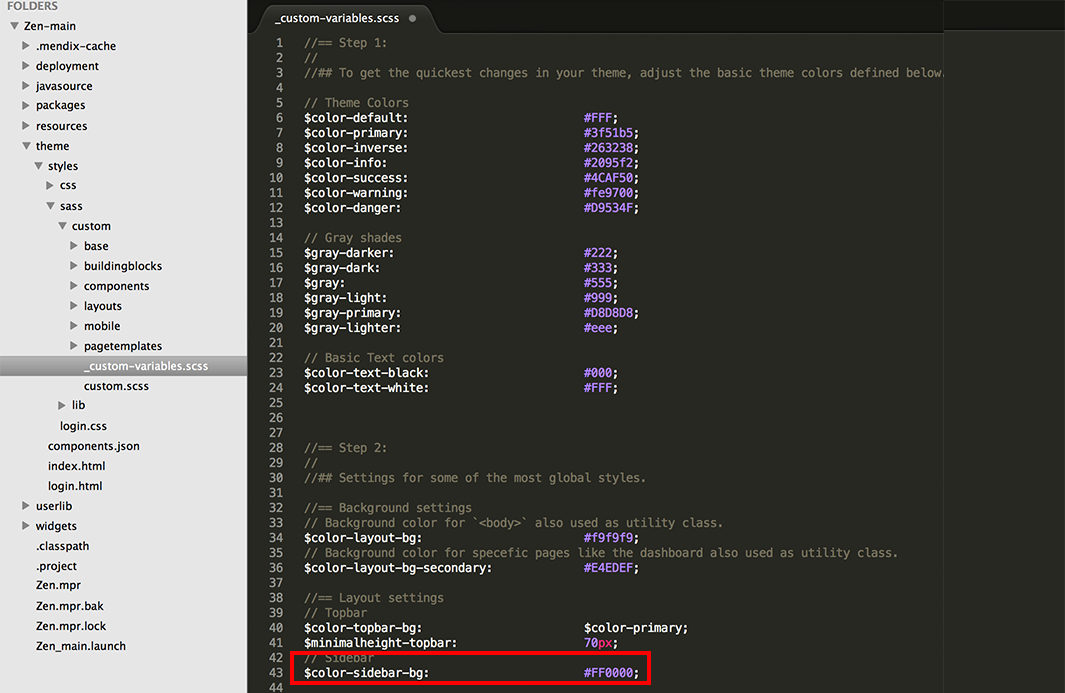 FOLDERS
Zen-main
.mendix-cache
deployment
javasource
packages
resources
theme
styles
css
sass
custom
base
buildingblocks
components
layouts
mobile
pagetemplates
_custom-variables.scss
custom.scss
lib
login.css
components.json
index.html
login.html
userlib
widgets
.classpath
.project
Zen.mpr
Zen.mpr.bak
Zen.mpr.lock
Zen_main.launch
_custom-variables.scss
1 //== Step 1:
2 //
3 //## To get the quickest changes in your theme, adjust the basic theme colors defined below.
4
5 // Theme Colors
6 $color-default: #FFF;
7 $color-primary: #3f51b5;
8 $color-inverse: #263238;
9 $color-info: #2095f2;
10 $color-success: #4CAF50;
11 $color-warning: #fe9700;
12 $color-danger: #D9534F;
13
14 // Gray shades
15 $gray-darker: #222;
16 $gray-dark: #333;
17 $gray: #555;
18 $gray-light: #999;
19 $gray-primary: #D8D8D8;
20 $gray-lighter: #eee;
21
22 // Basic Text colors
23 $color-text-black: #000;
24 $color-text-white: #FFF;
25
26
27
28 //== Step 2:
29 //
30 //## Settings for some of the most global styles.
31
32 //== Background settings
33 // Background color for `<body>` also used as utility class.
34 $color-layout-bg: #f9f9f9;
35 // Background color for specefic pages like the dashboard also used as utility class.
36 $color-layout-bg-secondary: #E4EDEF;
37
38 //== Layout settings
39 // Topbar
40 $color-topbar-bg: $color-primary;
41 $minimalheight-topbar: 70px;
42 // Sidebar
43 $color-sidebar-bg: #FF0000;
44